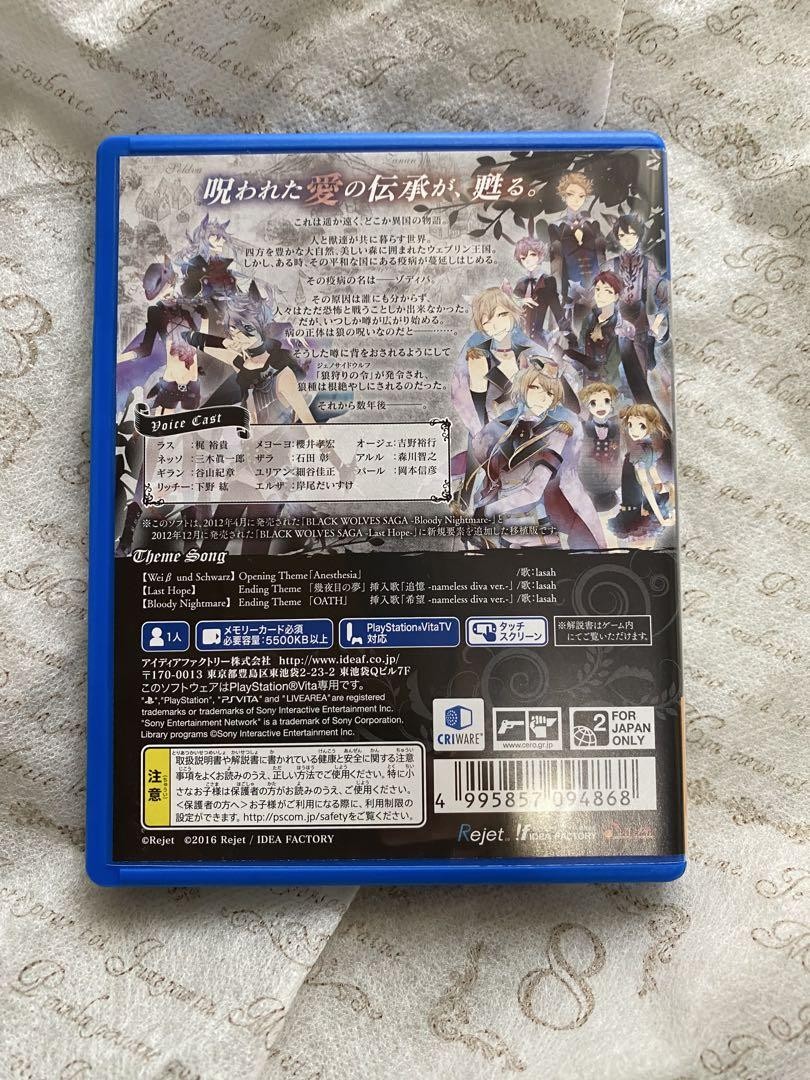 呪われた愛の伝承が、甦る。
これは遥か遠く、どこか異国の物語。
人と獣達が共に暮らす世界。
四方を豊かな大自然、美しい森に囲まれたウェブリン王国。
しかし、ある時、その平和な国にある疫病が蔓延しはじめる。
その疫病の名は──ゾディバ。
その原因は誰にも分からず、
人々はただ恐怖と戦うことしか出来なかった。
だが、いつしか噂が広がり始める。
病の正体は狼の呪いなのだと──……。
そうした噂に背をおされるようにして
ジェノサイドウルフ
「狼狩りの令」が発令され、
狼種は根絶やしにされるのだった。
それから数年後──。
Voice Cast
ラス：梶 裕貴 メヨーヨ：櫻井孝宏 オージェ：吉野裕行
ネッソ：三木眞一郎 ザラ：石田 彰 アルル：森川智之
ギラン：谷山紀章 ユリアン：細谷佳正 パール：岡本信彦
リッチー：下野 紘 エルザ：岸尾だいすけ
※このソフトは、2012年4月に発売された「BLACK WOLVES SAGA -Bloody Nightmare-」と
2012年12月に発売された「BLACK WOLVES SAGA -Last Hope-」に新規要素を追加した移植版です。
Theme Song
【Weiβ und Schwarz】Opening Theme「Anesthesia」 /歌：lasah
【Last Hope】 Ending Theme 「幾夜目の夢」 挿入歌「追憶 -nameless diva ver.-」 /歌：lasah
【Bloody Nightmare】 Ending Theme 「OATH」 挿入歌「希望 -nameless diva ver.-」 /歌：lasah
1人
メモリーカード必須
必要容量：5500KB以上
PlayStation®VitaTV
対応
タッチ
スクリーン
※解説書はゲーム内
にてご覧いただけます。
アイディアファクトリー株式会社 http://www.ideaf.co.jp/
〒170-0013 東京都豊島区東池袋2-23-2 東池袋Qビル7F
このソフトウェアはPlayStation®Vita専用です。
"PlayStation", "PSVITA" and "LIVEAREA" are registered
trademarks or trademarks of Sony Interactive Entertainment Inc.
"Sony Entertainment Network" is a trademark of Sony Corporation.
Library programs ©Sony Interactive Entertainment Inc.
CRIWARE
www.cero.gr.jp
2 FOR
JAPAN
ONLY
注意
取扱説明書や解説書に書かれている健康と安全に関する注意
事項をよくお読みのうえ、正しい方法でご使用ください。特に小
さなお子様は保護者の方がお読みのうえ、ご使用ください。
<保護者の方へ>お子様がご利用になる際に、利用制限の
設定ができます。http://pscom.jp/safetyをご覧ください。
4 995857 094868
©Rejet ©2016 Rejet / IDEA FACTORY
Rejet
IF IDEA FACTORY